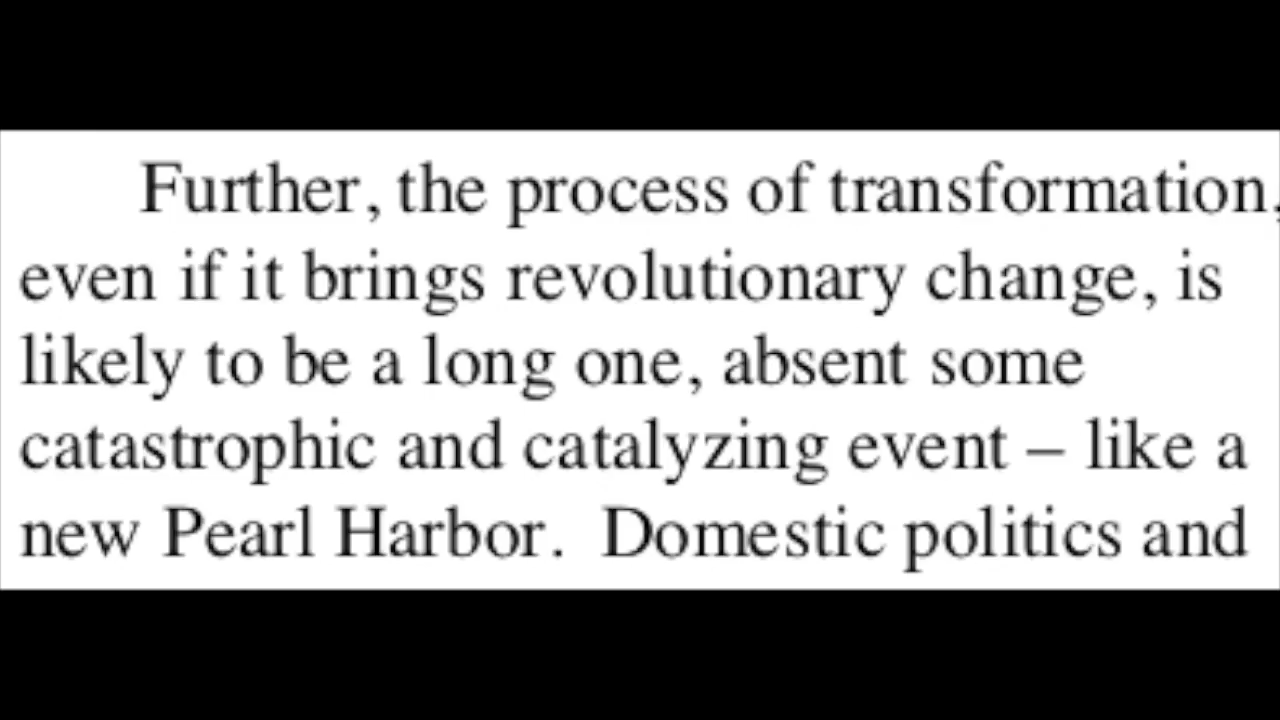 Further, the process of transformation,
even if it brings revolutionary change, is
likely to be a long one, absent some
catastrophic and catalyzing event – like a
new Pearl Harbor.  Domestic politics and